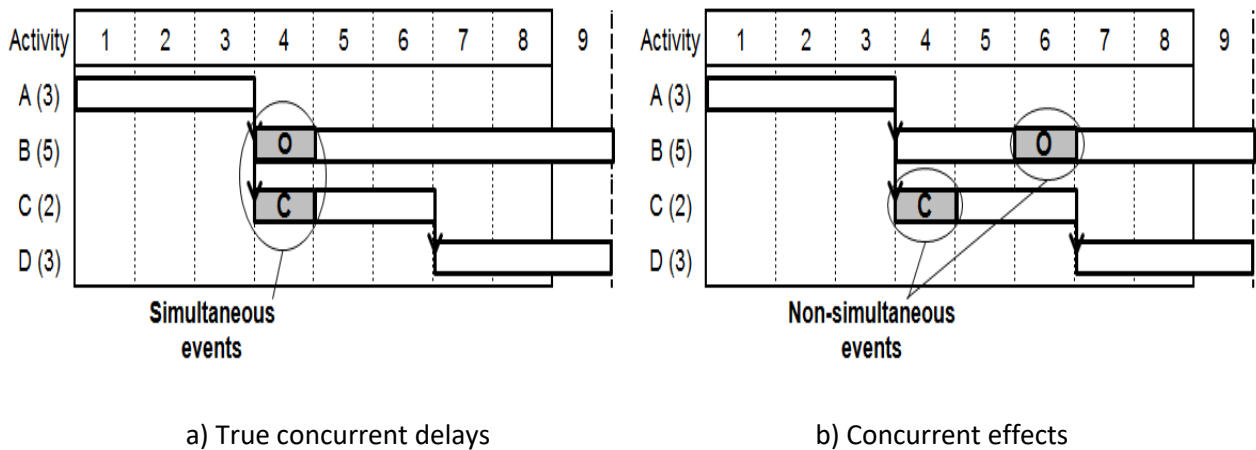 Activity 1 2 3 4 5 6 7 8 9
A (3)
B (5) O
C (2) C
D (3)
Simultaneous
events
a) True concurrent delays
Activity 1 2 3 4 5 6 7 8 9
A (3)
B (5) O
C (2) C
D (3)
Non-simultaneous
events
b) Concurrent effects